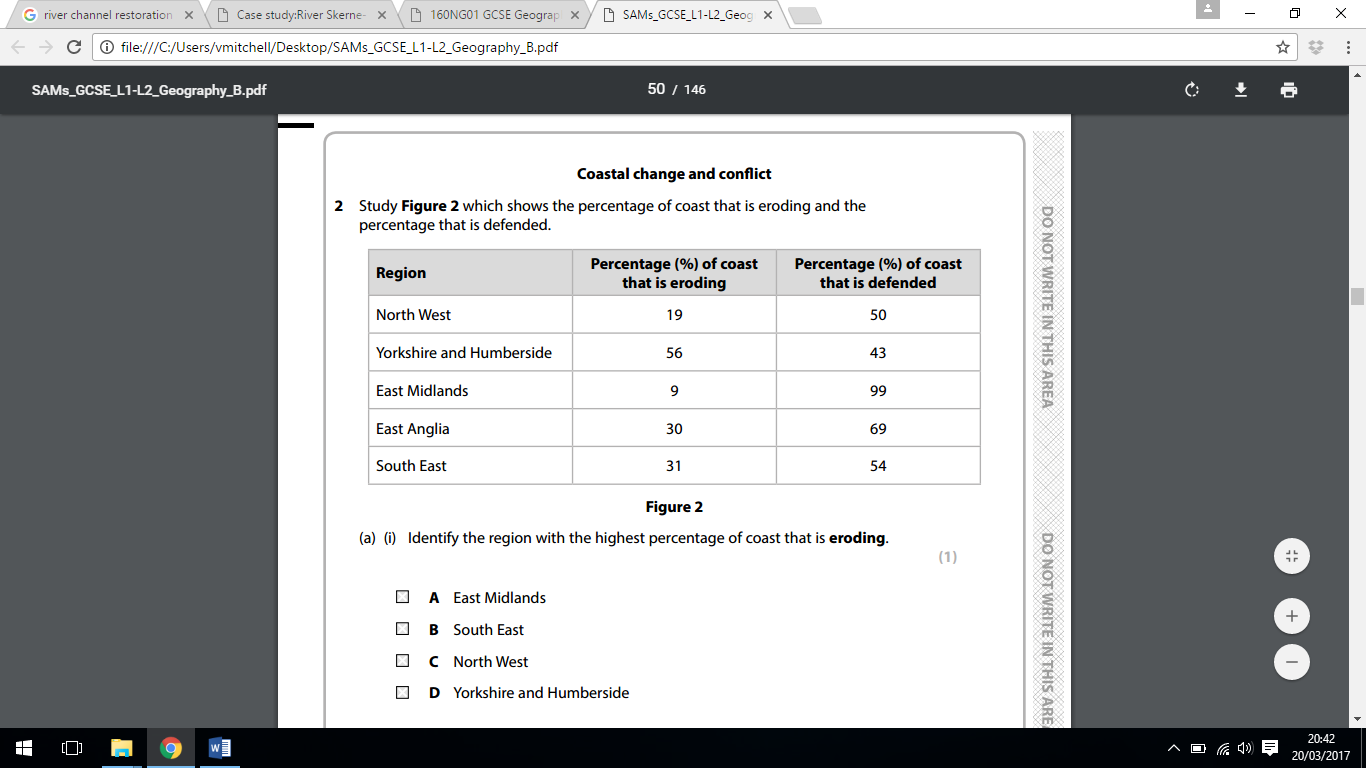 river channel restoration
Case study:River Skerne-
160NG01 GCSE Geograp
SAMs_GCSE_L1-L2_Geog
file:///C:/Users/vmitchell/Desktop/SAMs_GCSE_L1-L2_Geography_B.pdf
SAMs_GCSE_L1-L2_Geography_B.pdf
50 / 146
Coastal change and conflict
2 Study Figure 2 which shows the percentage of coast that is eroding and the
percentage that is defended.
Region
Percentage (%) of coast
that is eroding
Percentage (%) of coast
that is defended
North West 19 50
Yorkshire and Humberside 56 43
East Midlands 9 99
East Anglia 30 69
South East 31 54
Figure 2
(a) (i) Identify the region with the highest percentage of coast that is eroding.
(1)
A East Midlands
B South East
C North West
D Yorkshire and Humberside
DO NOT WRITE IN THIS AREA
DO NOT WRITE IN THIS AREA
20:42
20/03/2017